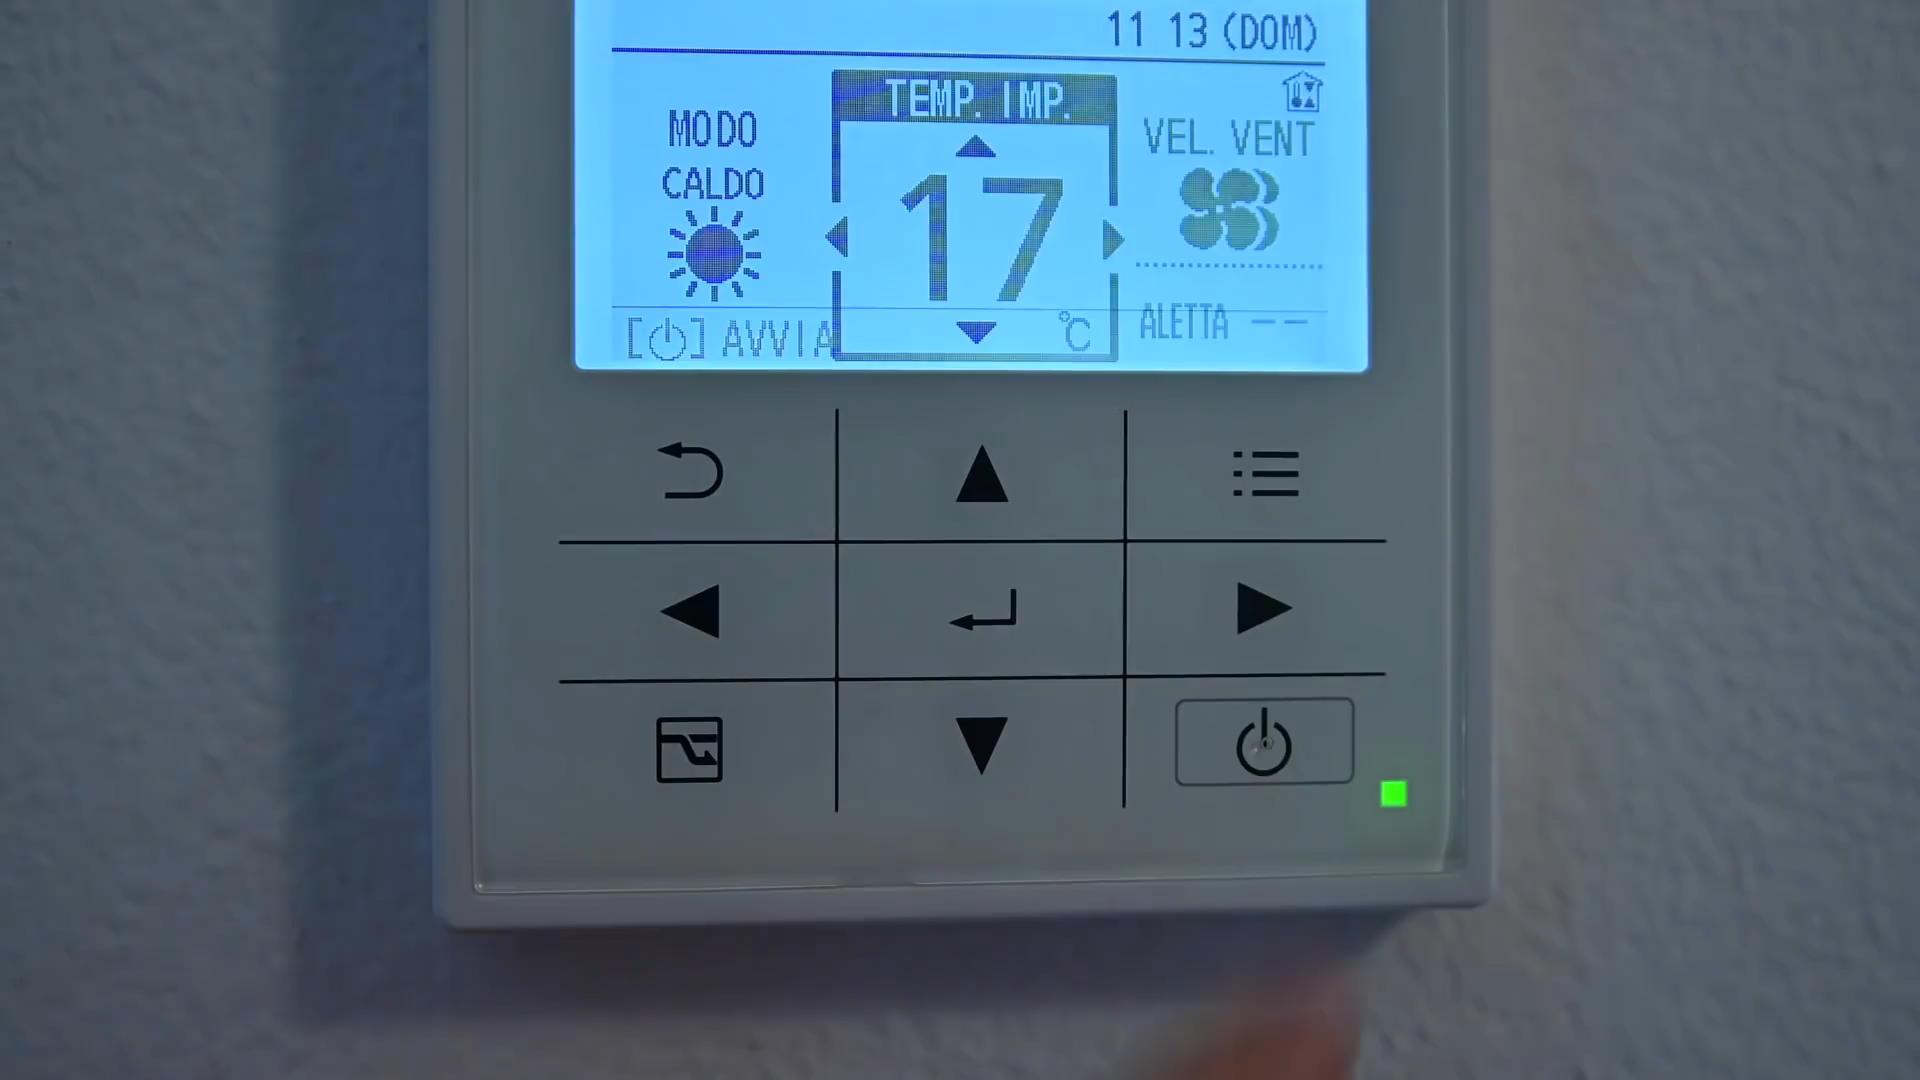 11 13 (DOM)
TEMP. IMP.
MODO
CALDO
17
°C
VEL. VENT
ALETTA --
[⏻] AVVIA